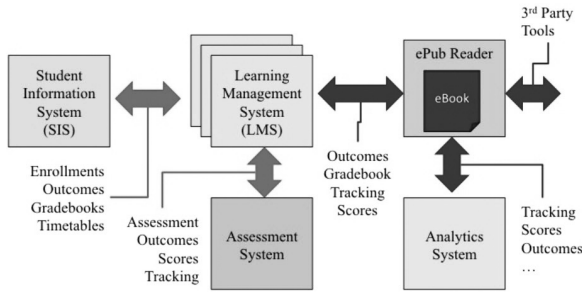 Student
Information
System
(SIS)
Learning
Management
System
(LMS)
ePub Reader
eBook
3rd Party
Tools
Enrollments
Outcomes
Gradebooks
Timetables
Assessment
Outcomes
Scores
Tracking
Outcomes
Gradebook
Tracking
Scores
Assessment
System
Analytics
System
Tracking
Scores
Outcomes
…